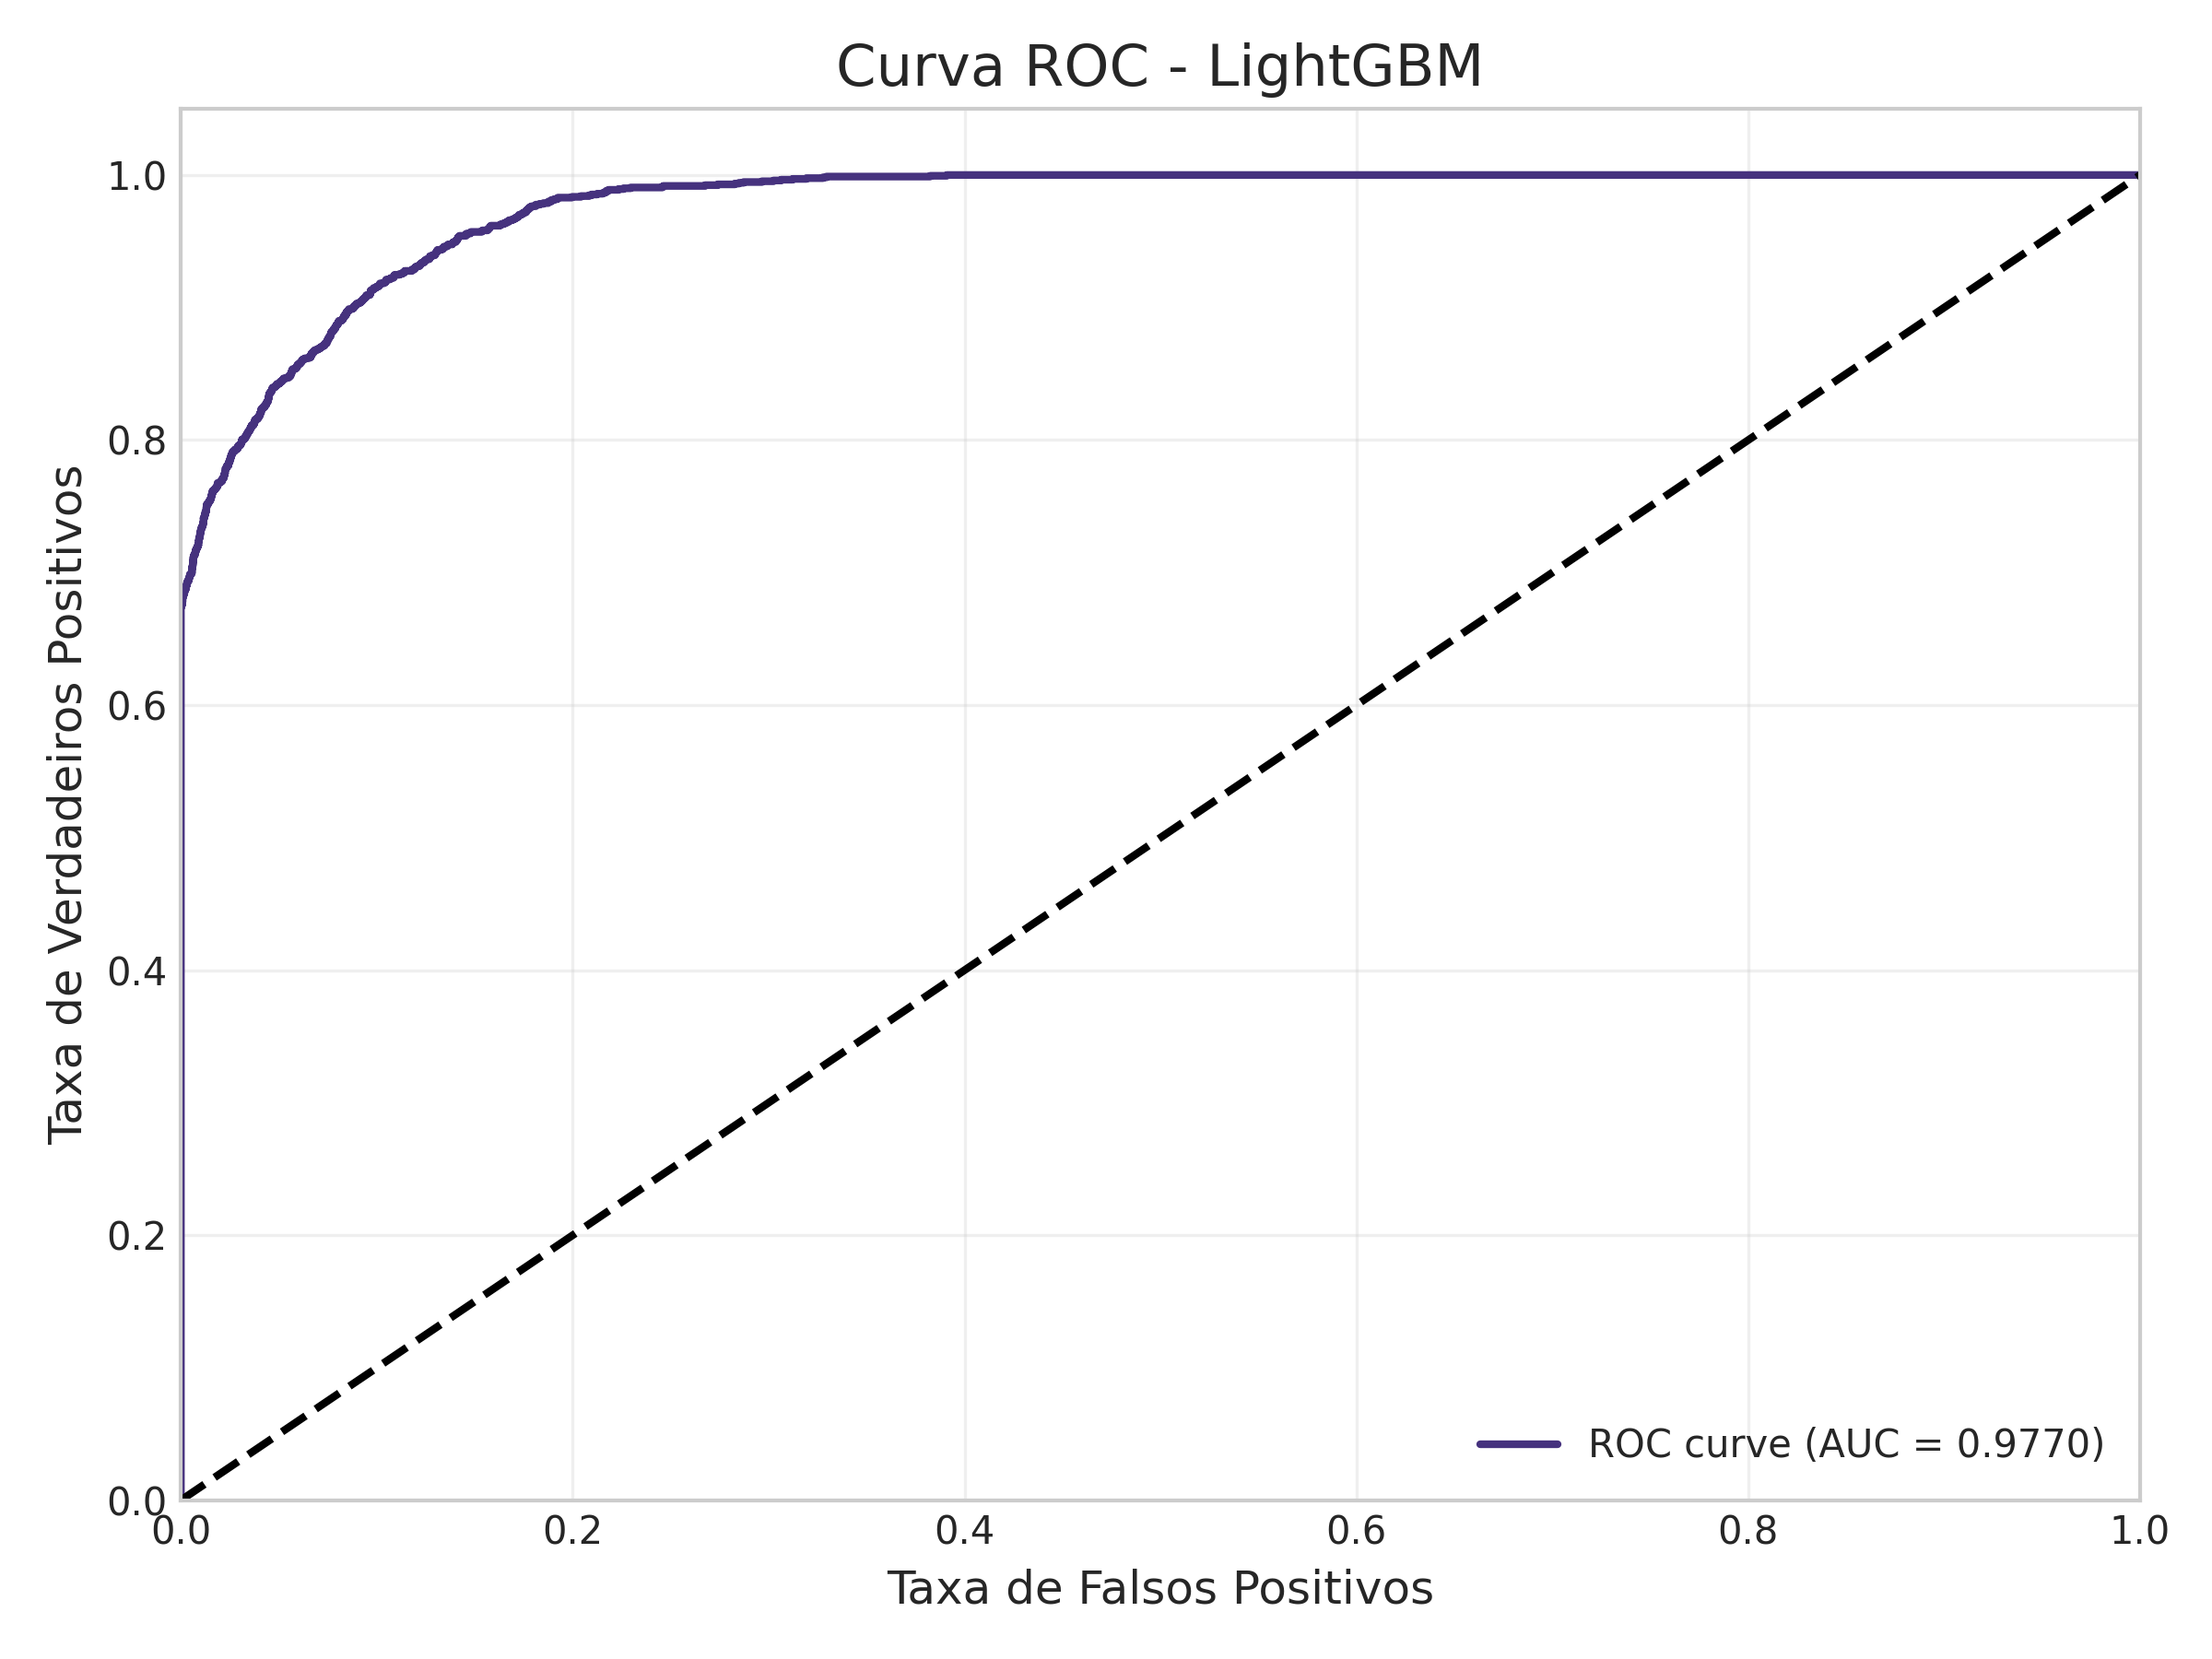 Curva ROC - LightGBM
Taxa de Verdadeiros Positivos
1.0
0.8
0.6
0.4
0.2
0.0
0.0 0.2 0.4 0.6 0.8 1.0
Taxa de Falsos Positivos
ROC curve (AUC = 0.9770)